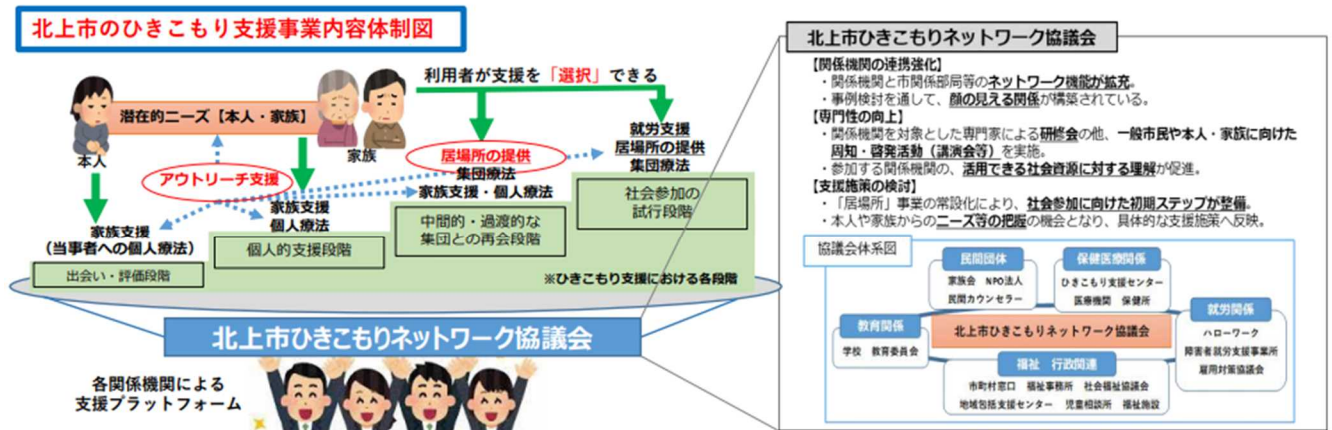 北上市のひきこもり支援事業内容体制図
利用者が支援を「選択」できる
潜在的ニーズ【本人・家族】
本人
家族
アウトリーチ支援
家族支援
(当事者への個人療法)
出会い・評価段階
家族支援
個人療法
個人的支援段階
居場所の提供
集団療法
家族支援・個人療法
中間的・過渡的な
集団との再会段階
就労支援
居場所の提供
集団療法
社会参加の
試行段階
※ひきこもり支援における各段階
北上市ひきこもりネットワーク協議会
各関係機関による
支援プラットフォーム
北上市ひきこもりネットワーク協議会
【関係機関の連携強化】
・関係機関と市関係部局等のネットワーク機能が拡充。
・事例検討を通して、顔の見える関係が構築されている。
【専門性の向上】
・関係機関を対象とした専門家による研修会の他、一般市民や本人・家族に向けた
周知・啓発活動(講演会等)を実施。
・参加する関係機関の、活用できる社会資源に対する理解が促進。
【支援施策の検討】
・「居場所」事業の常設化により、社会参加に向けた初期ステップが整備。
・本人や家族からのニーズ等の把握の機会となり、具体的な支援施策へ反映。
協議会体系図
民間団体
家族会 NPO法人
民間カウンセラー
保健医療関係
ひきこもり支援センター
医療機関 保健所
教育関係
学校 教育委員会
北上市ひきこもりネットワーク協議会
就労関係
ハローワーク
障害者就労支援事業所
雇用対策協議会
福祉 行政関連
市町村窓口 福祉事務所 社会福祉協議会
地域包括支援センター 児童相談所 福祉施設